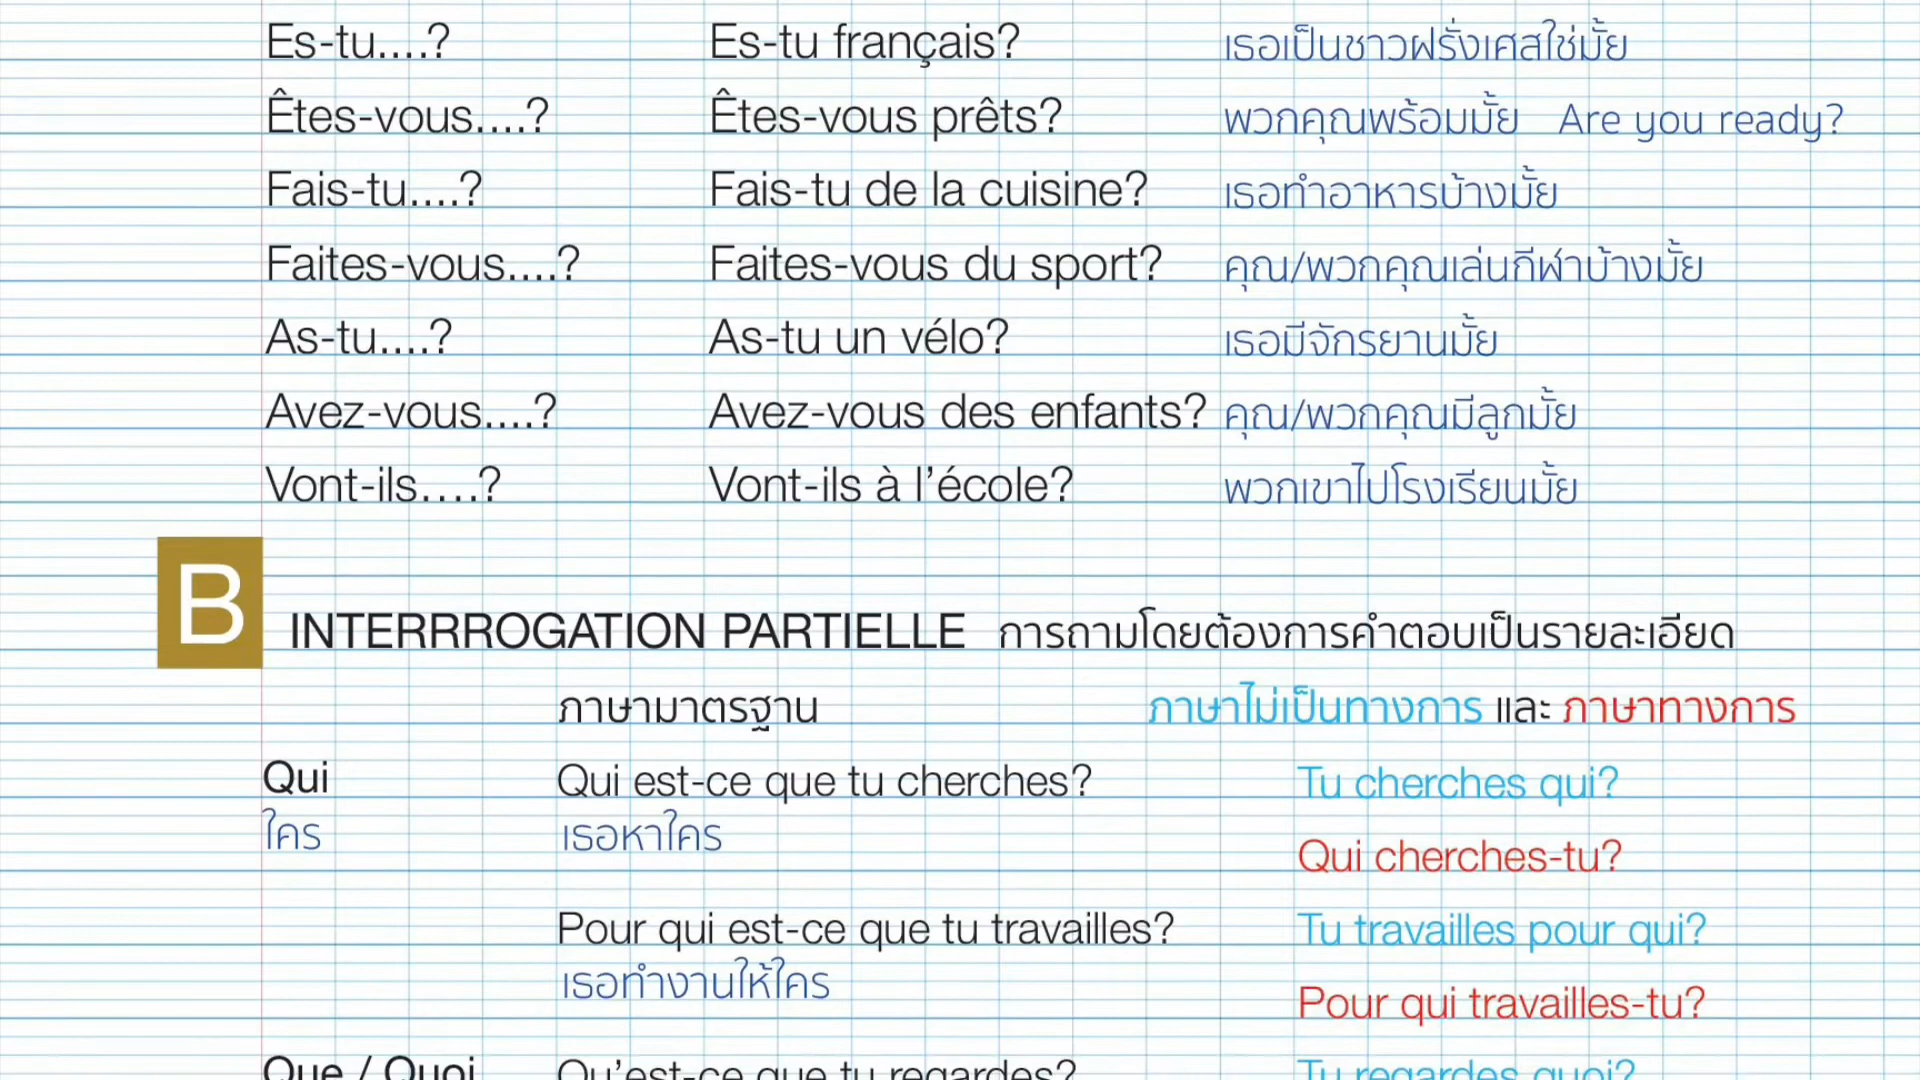 Es-tu....? Es-tu français? เธอเป็นชาวฝรั่งเศสใช่มั้ย
Êtes-vous....? Êtes-vous prêts? พวกคุณพร้อมมั้ย Are you ready?
Fais-tu....? Fais-tu de la cuisine? เธอทำอาหารบ้างมั้ย
Faites-vous....? Faites-vous du sport? คุณ/พวกคุณเล่นกีฬาบ้างมั้ย
As-tu....? As-tu un vélo? เธอมีจักรยานมั้ย
Avez-vous....? Avez-vous des enfants? คุณ/พวกคุณมีลูกมั้ย
Vont-ils....? Vont-ils à l’école? พวกเขาไปโรงเรียนมั้ย
B INTERRROGATION PARTIELLE การถามโดยต้องการคำตอบเป็นรายละเอียด
ภาษามาตรฐาน ภาษาไม่เป็นทางการ และ ภาษาทางการ
Qui Qui est-ce que tu cherches? Tu cherches qui?
ใคร เธอหาใคร
Qui cherches-tu?
Pour qui est-ce que tu travailles? Tu travailles pour qui?
เธอทำงานให้ใคร
Pour qui travailles-tu?
Que / Quoi Qu’est-ce que tu regardes? Tu regardes quoi?